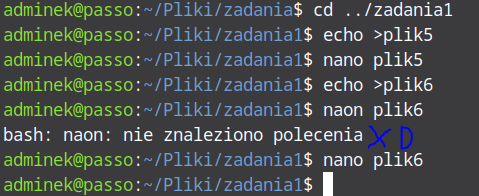 adminek@passo:~/Pliki/zadania$ cd ../zadania1
adminek@passo:~/Pliki/zadania1$ echo >plik5
adminek@passo:~/Pliki/zadania1$ nano plik5
adminek@passo:~/Pliki/zadania1$ echo >plik6
adminek@passo:~/Pliki/zadania1$ naon plik6
bash: naon: nie znaleziono polecenia XD
adminek@passo:~/Pliki/zadania1$ nano plik6
adminek@passo:~/Pliki/zadania1$